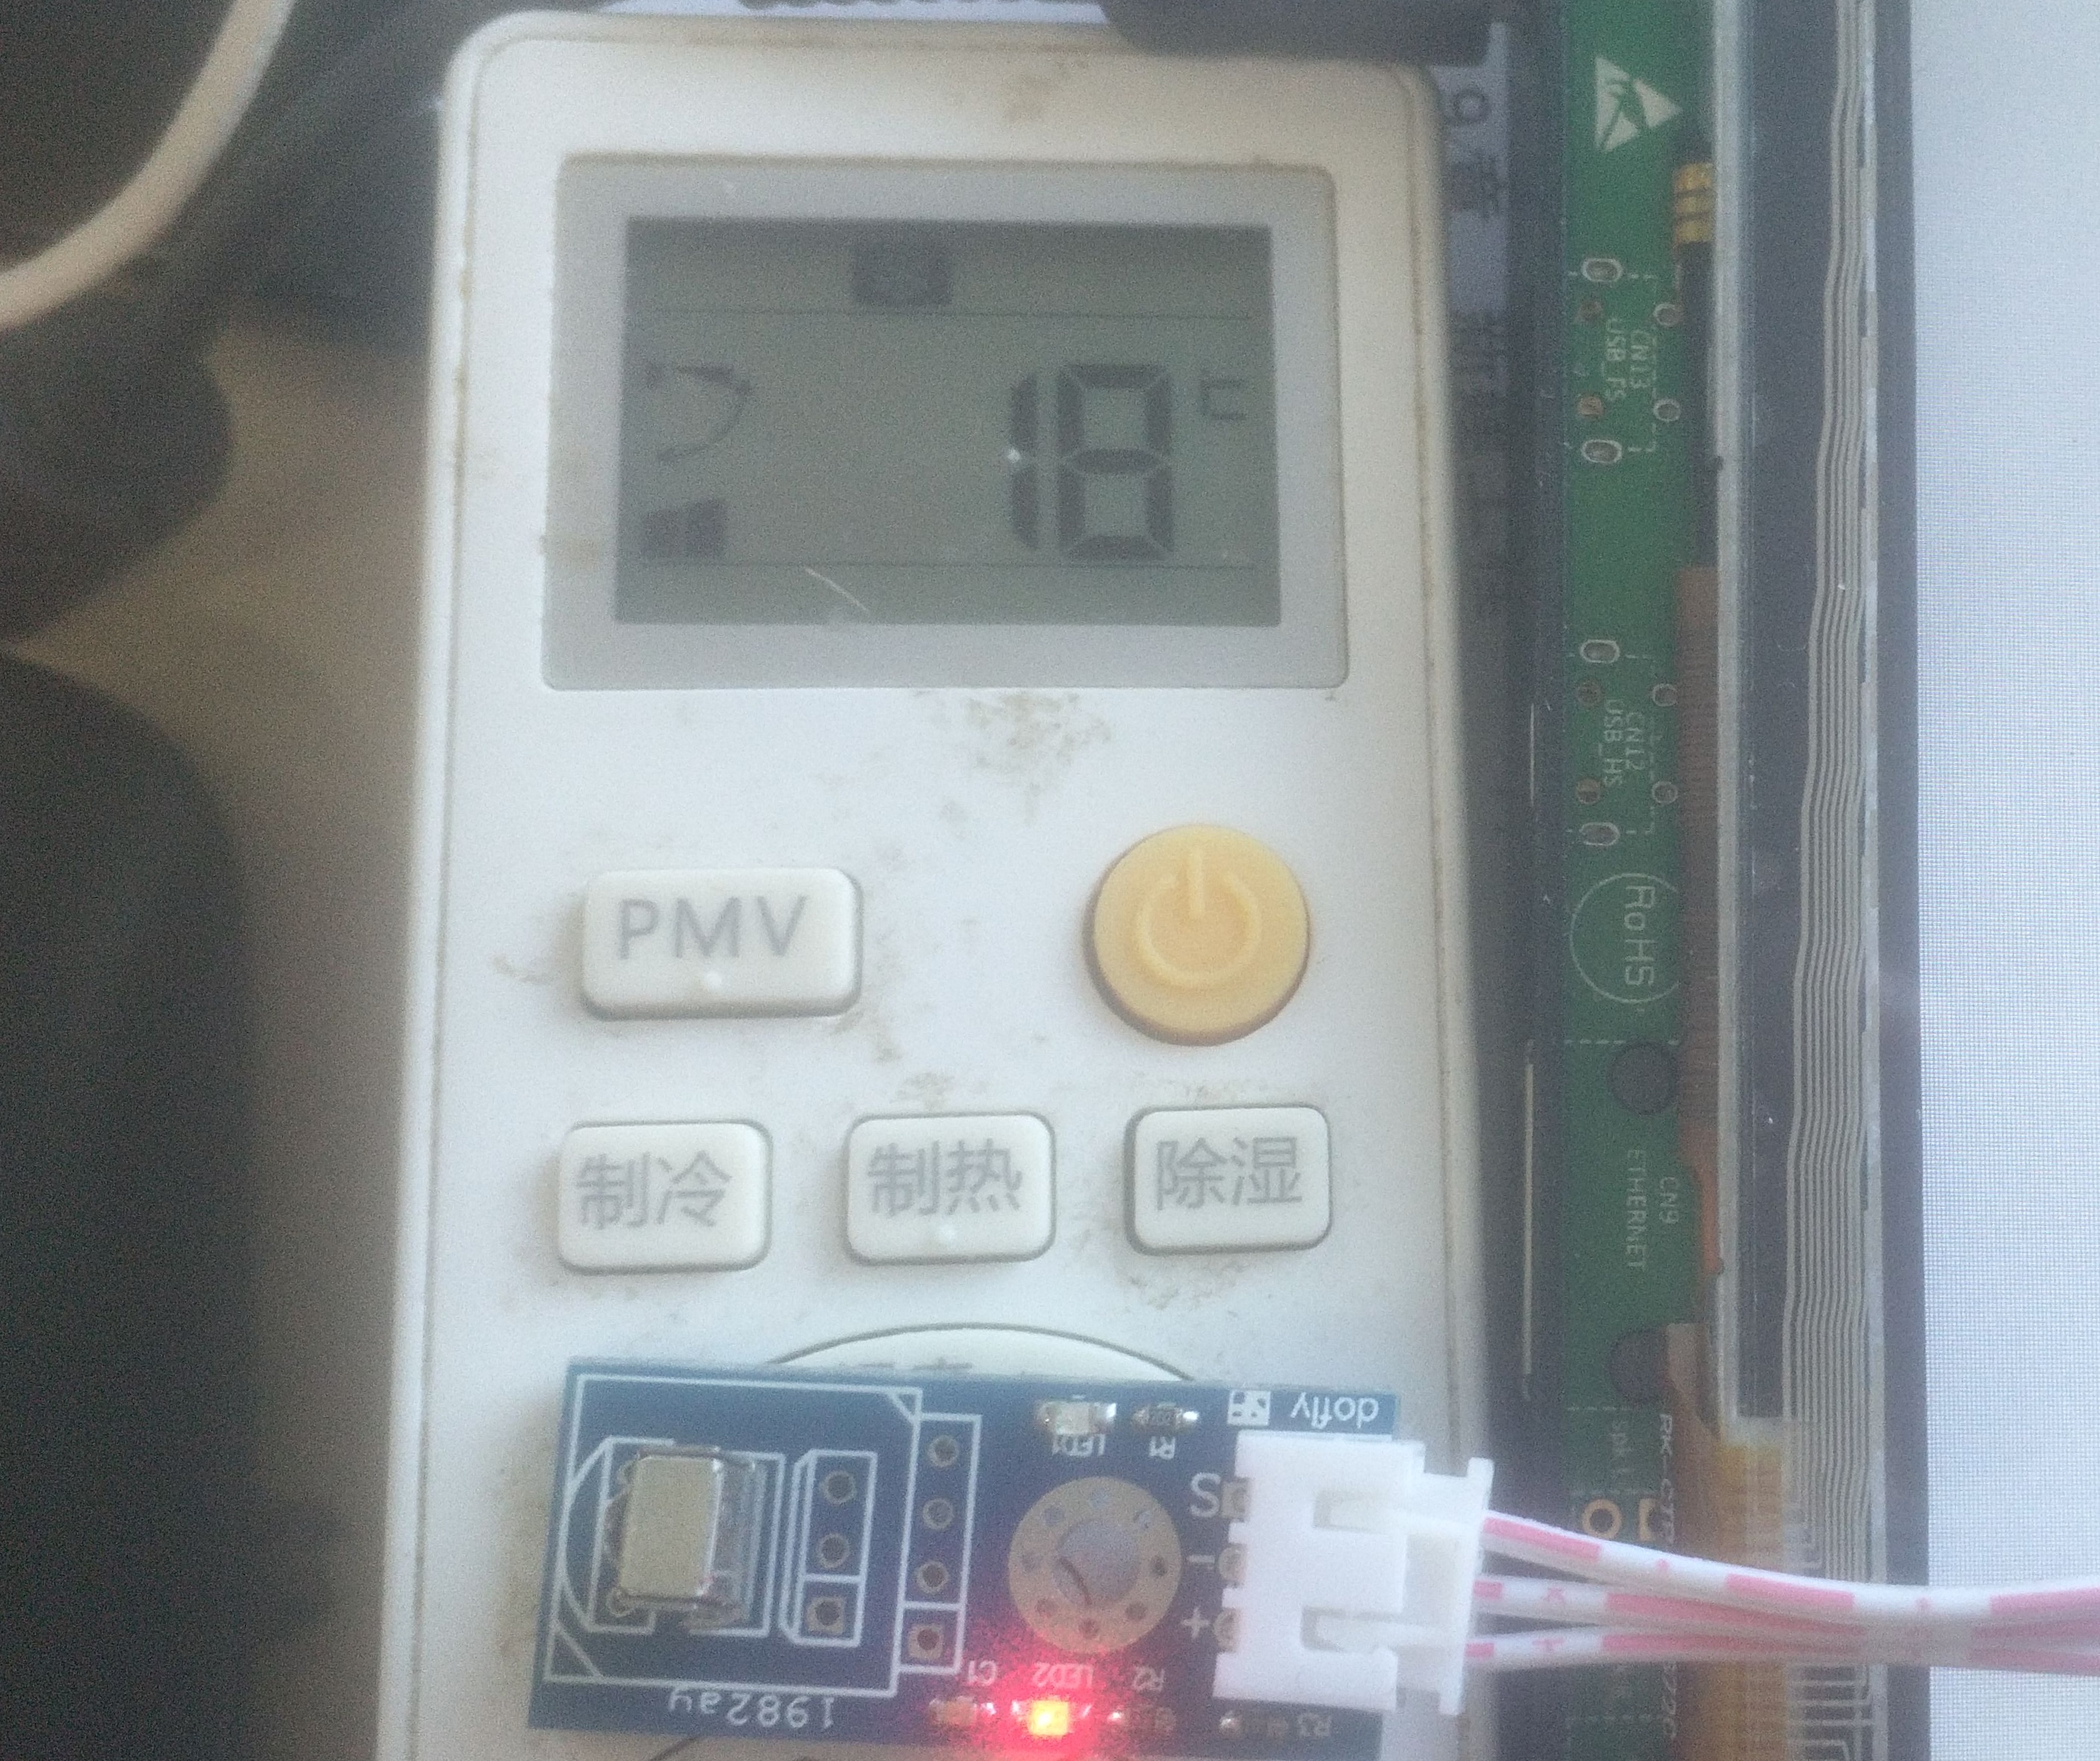 18 ℃
PMV
制冷
制热
除湿
dofly
LED1
R1
S
-
+
C1
LED2
R2
R3
1982ay
CN13
USB_FS
CN12
USB_HS
RoHS
CN9
ETHERNET